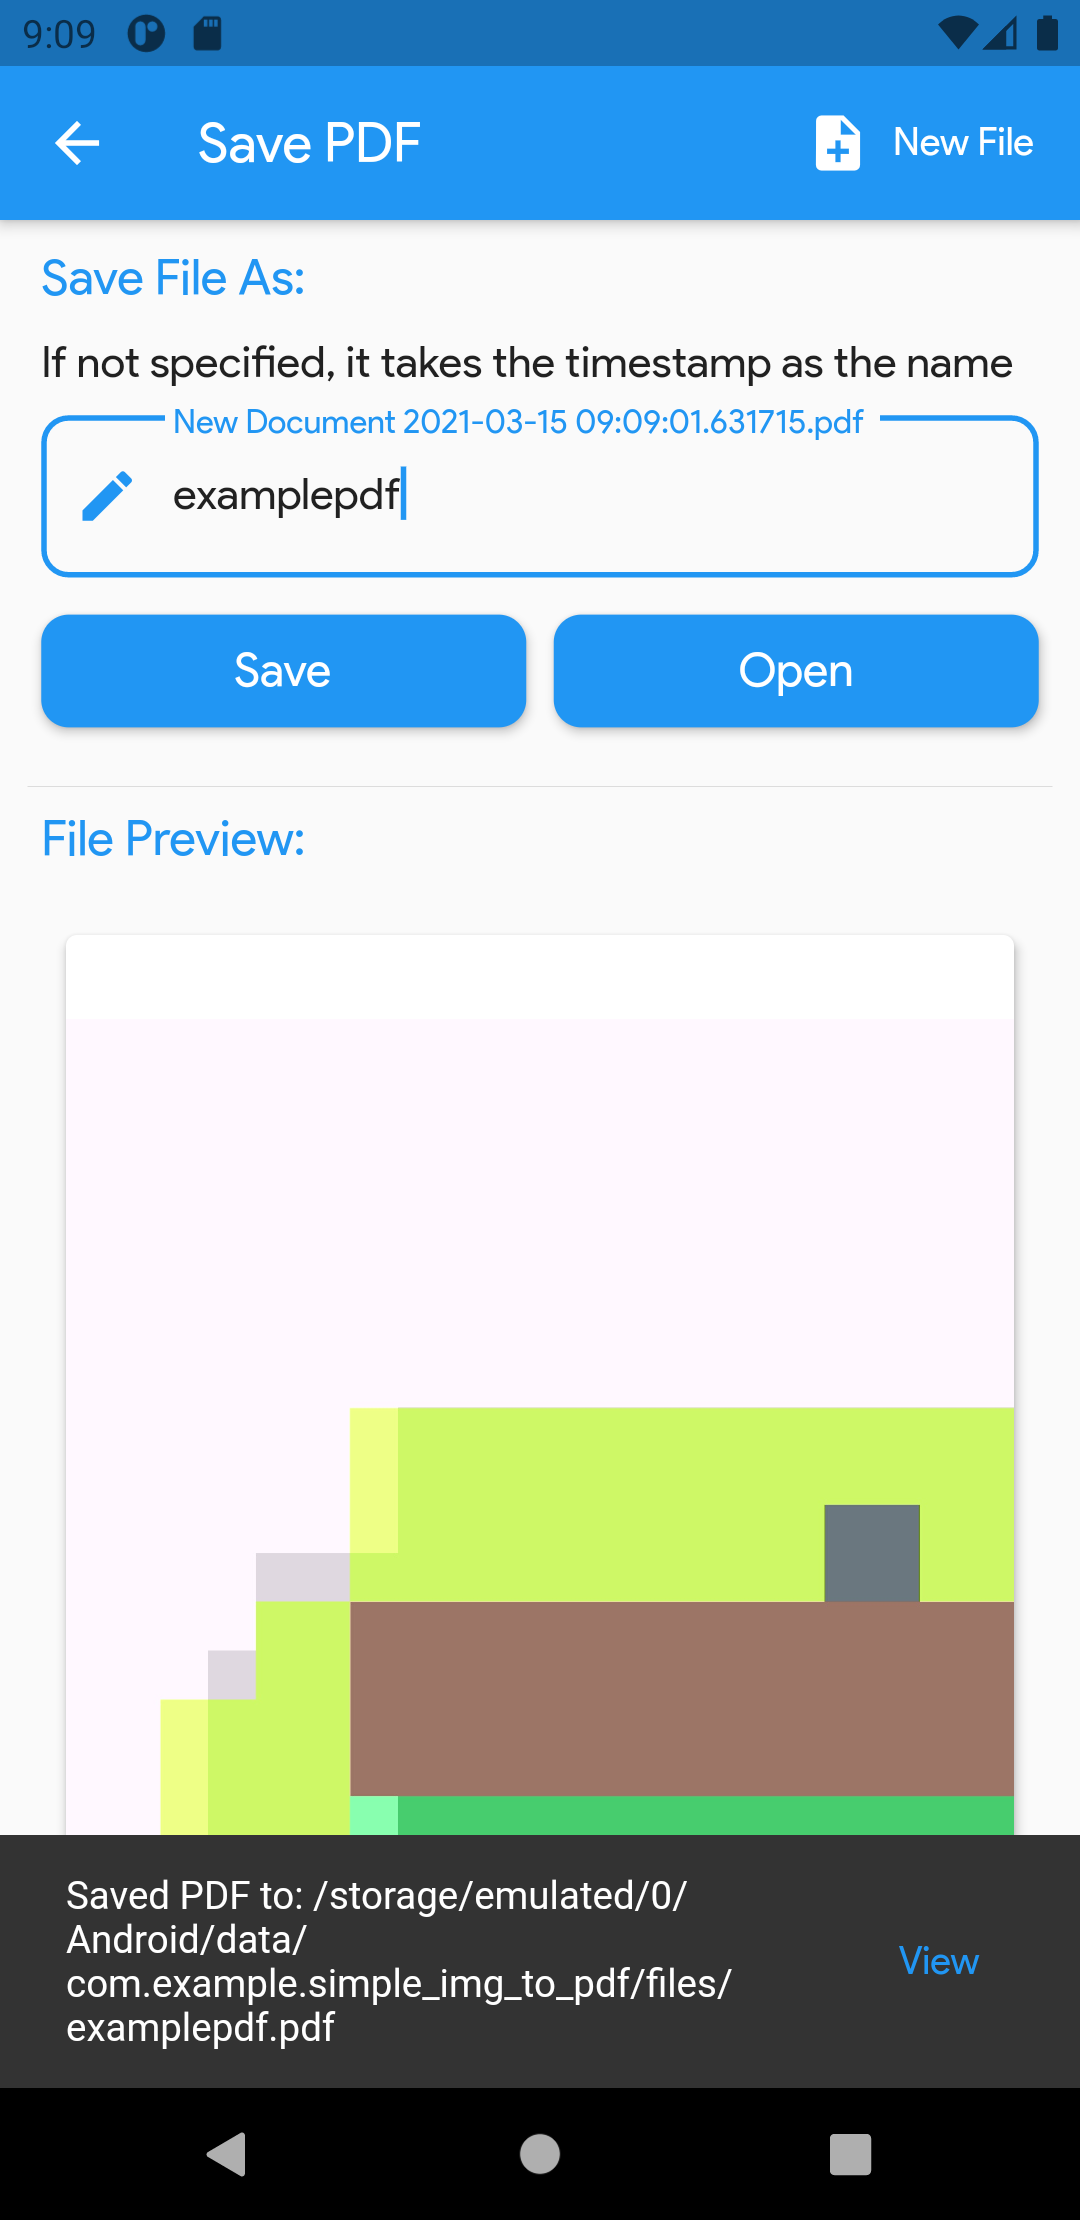 9:09
Save PDF
New File
Save File As:
If not specified, it takes the timestamp as the name
New Document 2021-03-15 09:09:01.631715.pdf
examplepdf
Save
Open
File Preview:
Saved PDF to: /storage/emulated/0/
Android/data/
com.example.simple_img_to_pdf/files/
examplepdf.pdf
View